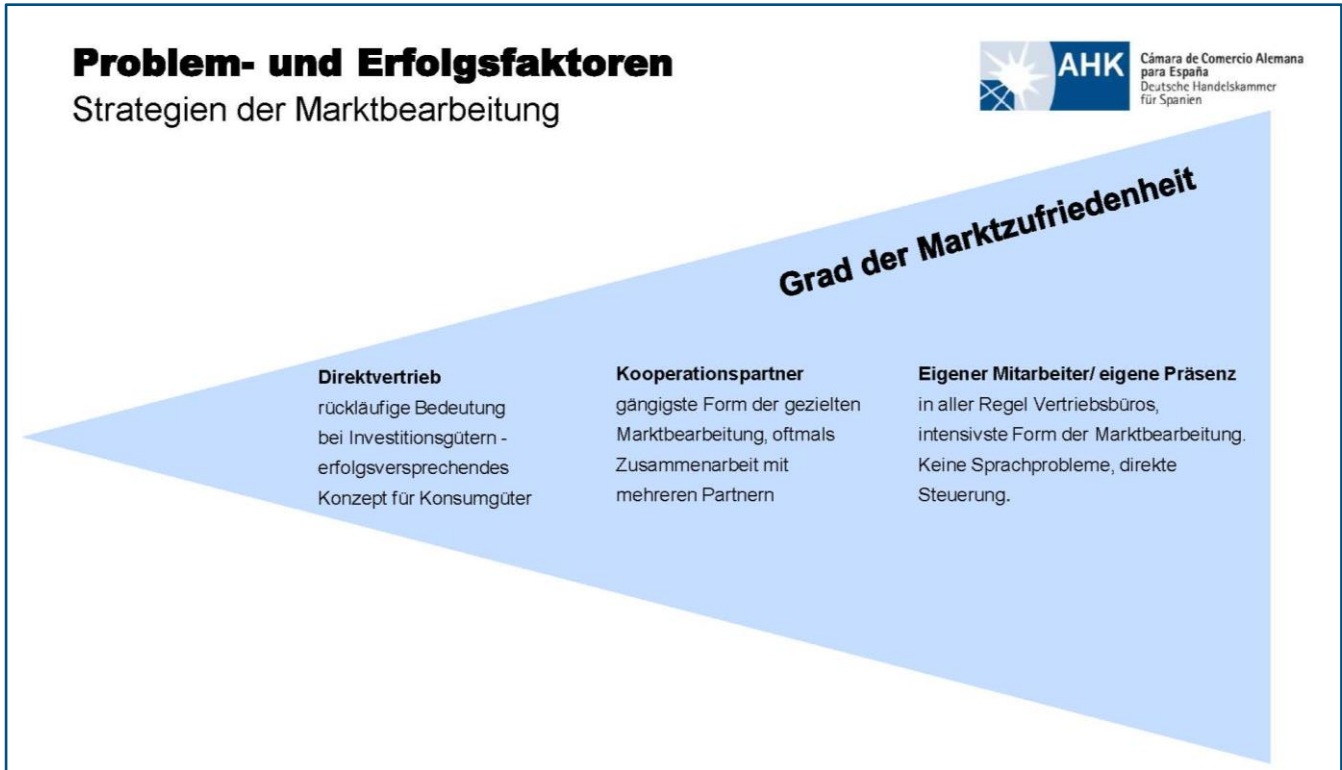 Problem- und Erfolgsfaktoren
Strategien der Marktbearbeitung
AHK
Cámara de Comercio Alemana
para España
Deutsche Handelskammer
für Spanien
Grad der Marktzufriedenheit
Direktvertrieb
rückläufige Bedeutung
bei Investitionsgütern -
erfolgsversprechendes
Konzept für Konsumgüter
Kooperationspartner
gängigste Form der gezielten
Marktbearbeitung, oftmals
Zusammenarbeit mit
mehreren Partnern
Eigener Mitarbeiter/ eigene Präsenz
in aller Regel Vertriebsbüros,
intensivste Form der Marktbearbeitung.
Keine Sprachprobleme, direkte
Steuerung.